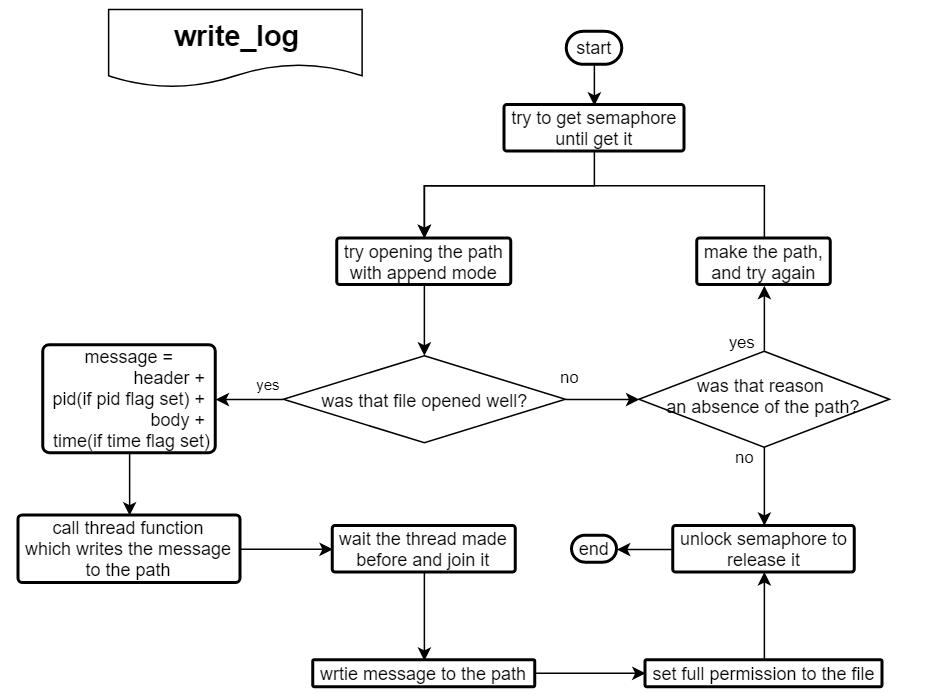 write_log
start
try to get semaphore
until get it
try opening the path
with append mode
make the path,
and try again
was that file opened well?
yes
no
was that reason
an absence of the path?
yes
no
message =
header +
pid(if pid flag set) +
body +
time(if time flag set)
call thread function
which writes the message
to the path
wait the thread made
before and join it
end
unlock semaphore to
release it
wrtie message to the path
set full permission to the file